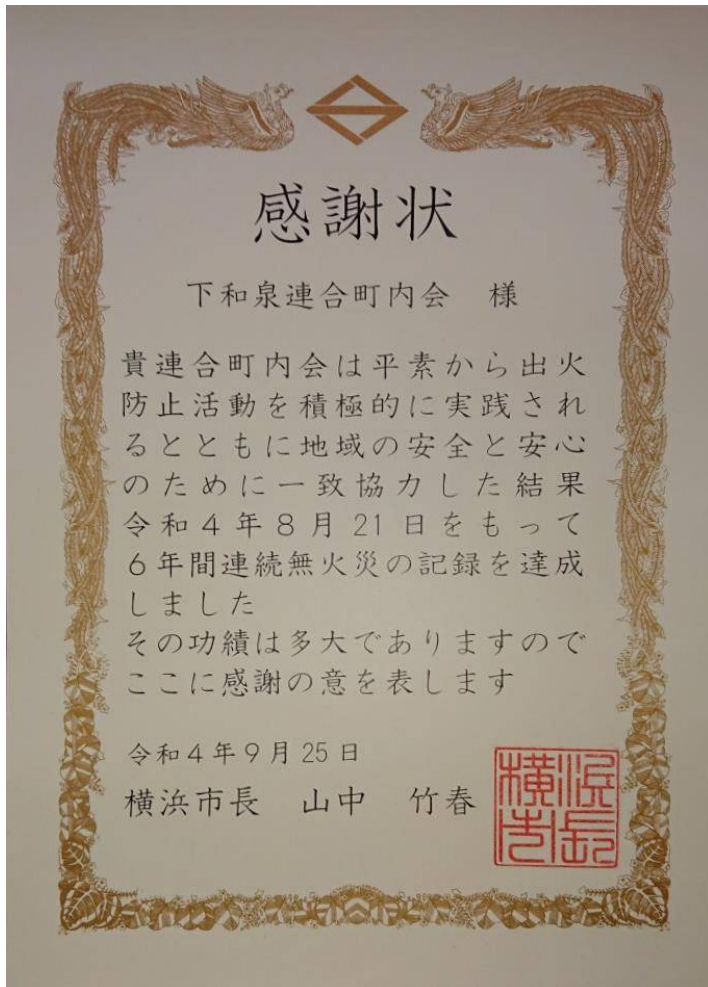 感謝状
下和泉連合町内会　様
貴連合町内会は平素から出火
防止活動を積極的に実践され
るとともに地域の安全と安心
のために一致協力した結果
令和４年８月21日をもって
６年間連続無火災の記録を達成
しました
その功績は多大でありますので
ここに感謝の意を表します
令和４年９月25日
横浜市長　山中　竹春
横浜市長